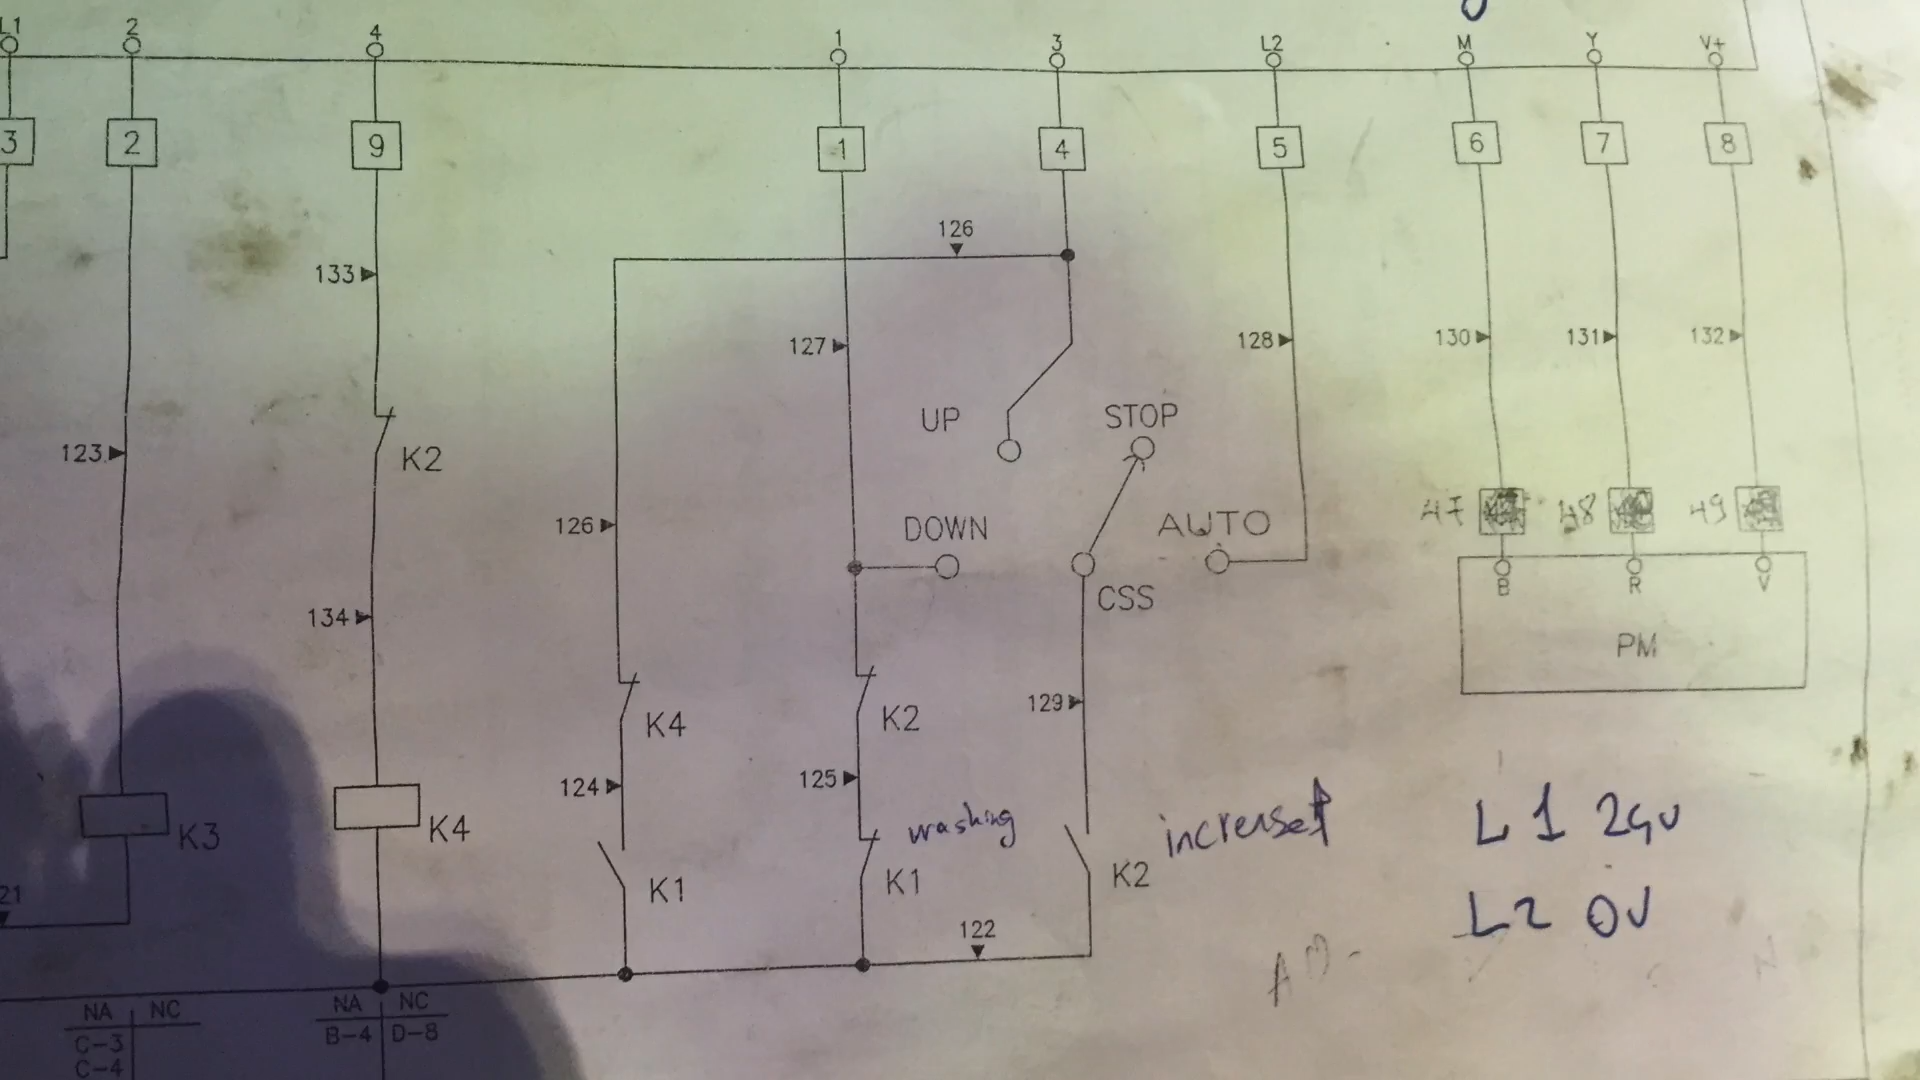 L1 2 4 1 3 L2 M Y V+
3 2 9 1 4 5 6 7 8
126
133
127 128 130 131 132
UP STOP
123 K2
47 48 49
126 DOWN AUTO
B R V
CSS
134
PM
K4 K2 129
124 125
washing increset L1 24v
K3 K4
K1 K1 K2
21
122 L2 0V
NA NC NA NC
C-3 B-4 D-8
C-4